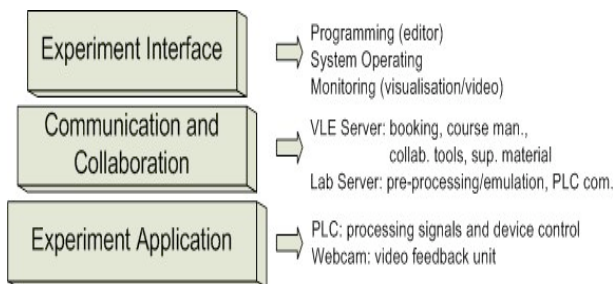 Experiment Interface
Programming (editor)
System Operating
Monitoring (visualisation/video)
Communication and
Collaboration
VLE Server: booking, course man.,
collab. tools, sup. material
Lab Server: pre-processing/emulation, PLC com.
Experiment Application
PLC: processing signals and device control
Webcam: video feedback unit